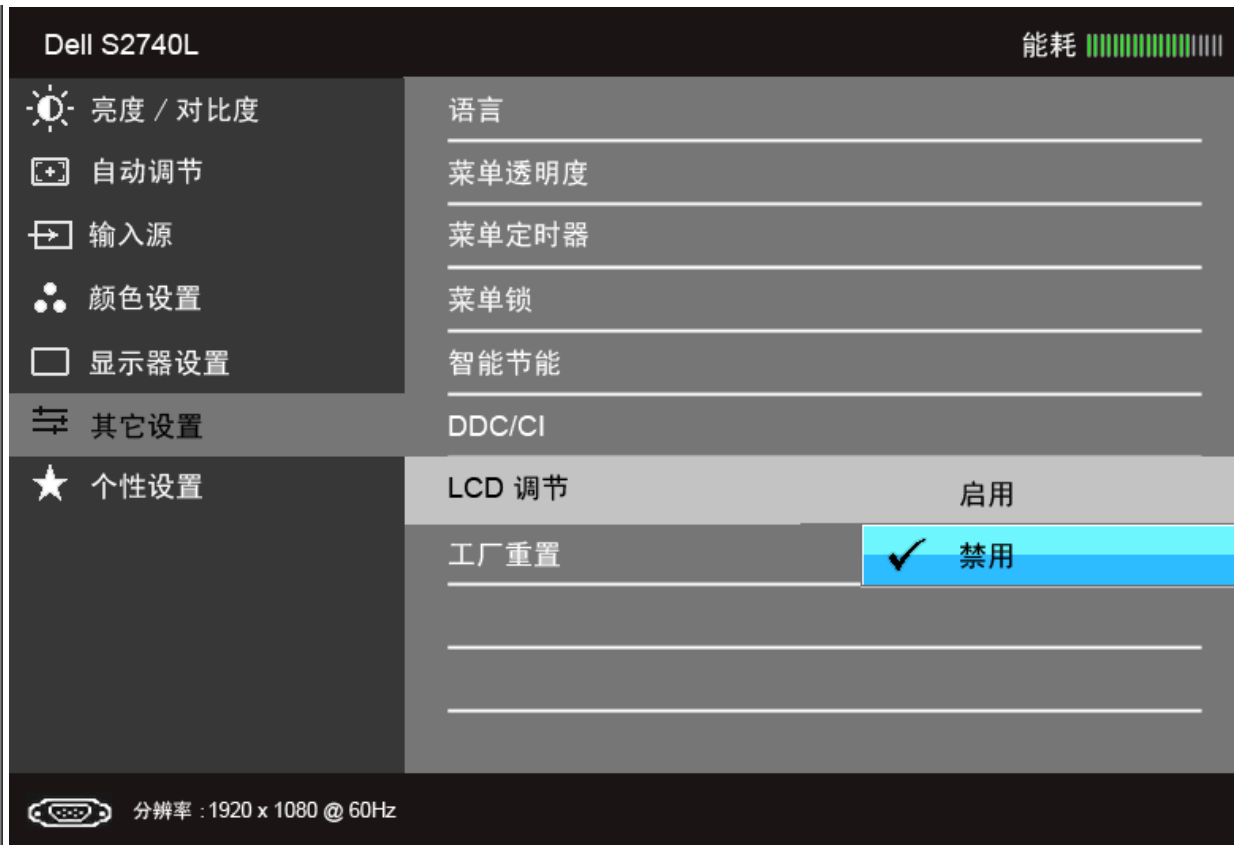 Dell S2740L
能耗
亮度 / 对比度
自动调节
输入源
颜色设置
显示器设置
其它设置
个性设置
语言
菜单透明度
菜单定时器
菜单锁
智能节能
DDC/CI
LCD 调节
启用
工厂重置
禁用
分辨率 : 1920 x 1080 @ 60Hz